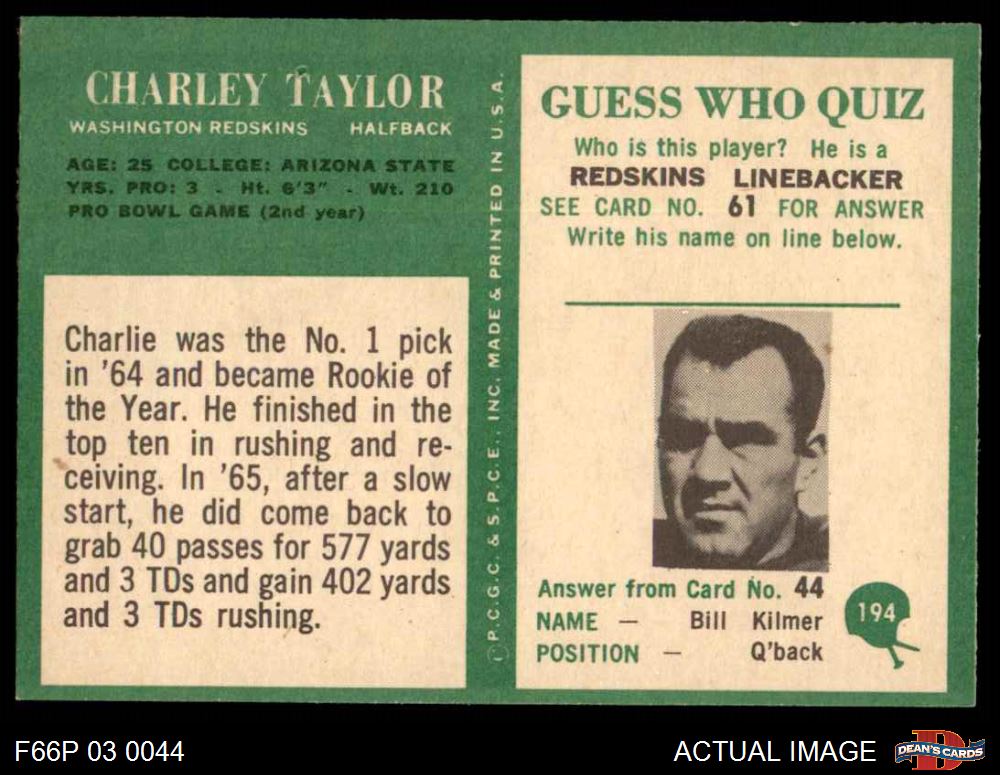 CHARLEY TAYLOR
WASHINGTON REDSKINS HALFBACK
AGE: 25 COLLEGE: ARIZONA STATE
YRS. PRO: 3 - Ht. 6'3" - Wt. 210
PRO BOWL GAME (2nd year)
Charlie was the No. 1 pick
in '64 and became Rookie of
the Year. He finished in the
top ten in rushing and re-
ceiving. In '65, after a slow
start, he did come back to
grab 40 passes for 577 yards
and 3 TDs and gain 402 yards
and 3 TDs rushing.
©P.C.G.C. & S.P.C.E., INC. MADE & PRINTED IN U.S.A.
GUESS WHO QUIZ
Who is this player? He is a
REDSKINS LINEBACKER
SEE CARD NO. 61 FOR ANSWER
Write his name on line below.
Answer from Card No. 44
NAME — Bill Kilmer
POSITION — Q'back
194
F66P 03 0044
ACTUAL IMAGE
D
DEAN'S CARDS